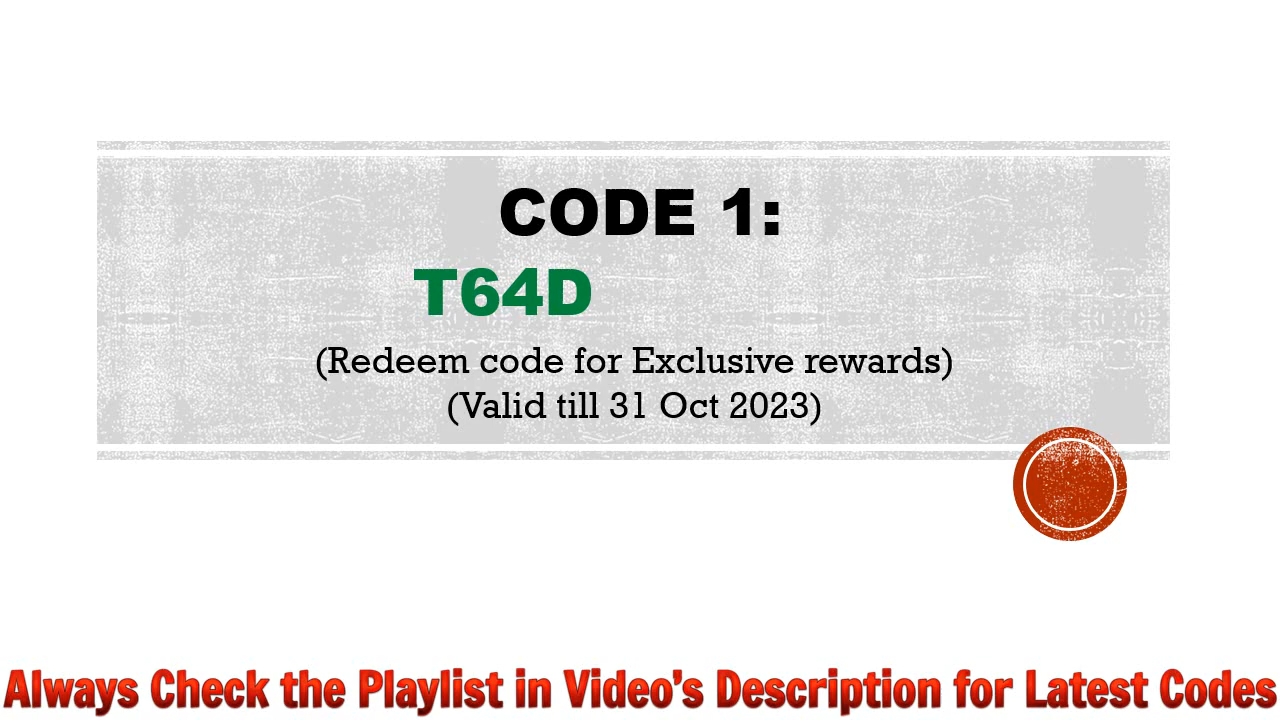 CODE 1:
T64D
(Redeem code for Exclusive rewards)
(Valid till 31 Oct 2023)
Always Check the Playlist in Video's Description for Latest Codes